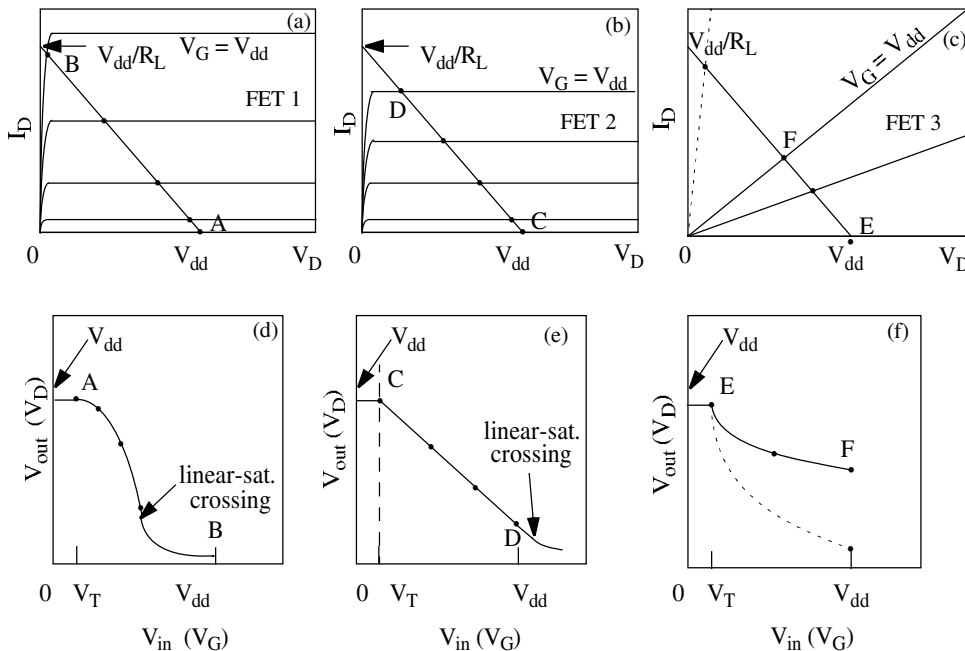 (a)
V_dd/R_L
V_G = V_dd
B
FET 1
I_D
A
0
V_dd
V_D
(b)
V_dd/R_L
V_G = V_dd
D
FET 2
I_D
C
0
V_dd
V_D
(c)
V_dd/R_L
V_G = V_dd
FET 3
I_D
F
E
0
V_dd
V_D
(d)
V_dd
A
V_out (V_D)
linear-sat.
crossing
B
0
V_T
V_dd
V_in (V_G)
(e)
V_dd
C
V_out (V_D)
linear-sat.
crossing
D
0
V_T
V_dd
V_in (V_G)
(f)
V_dd
E
V_out (V_D)
F
0
V_T
V_dd
V_in (V_G)